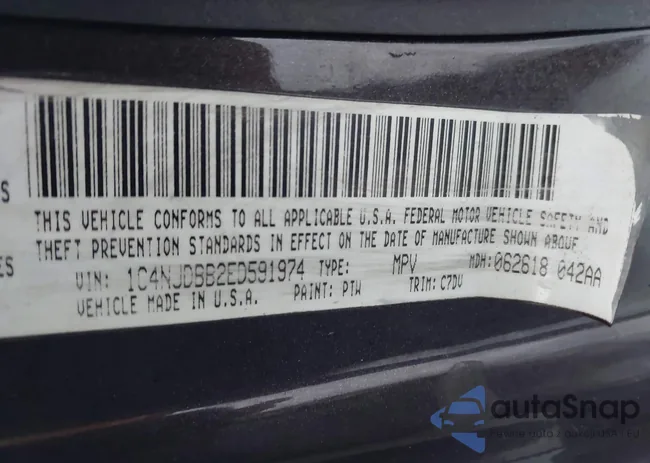 S
THIS VEHICLE CONFORMS TO ALL APPLICABLE U.S.A. FEDERAL MOTOR VEHICLE SAFETY AND
THEFT PREVENTION STANDARDS IN EFFECT ON THE DATE OF MANUFACTURE SHOWN ABOVE.
ES
VIN: 1C4NJDBB2ED591974 TYPE: MPV MDH: 062618 042AA
VEHICLE MADE IN U.S.A. PAINT: PTW TRIM: C7DV
autoSnap